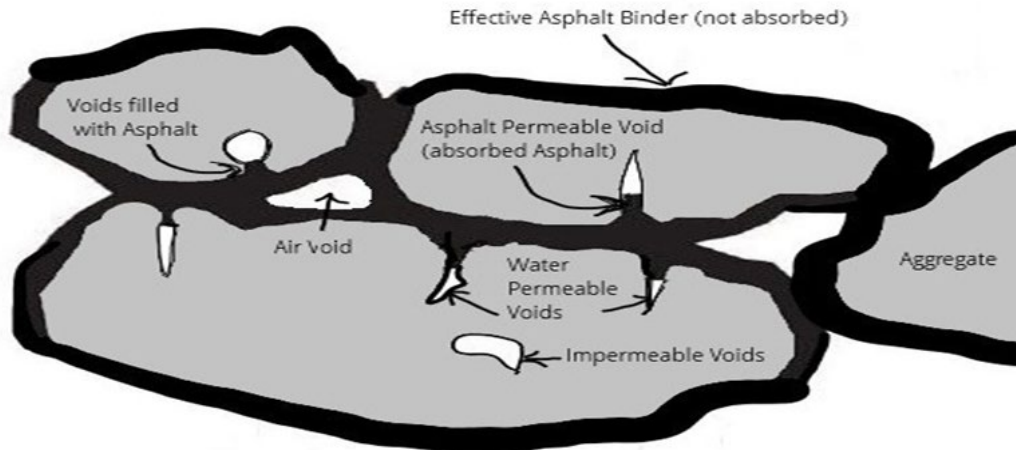 Effective Asphalt Binder (not absorbed)
Voids filled
with Asphalt
Asphalt Permeable Void
(absorbed Asphalt)
Air Void
Water
Permeable
Voids
Aggregate
Impermeable Voids